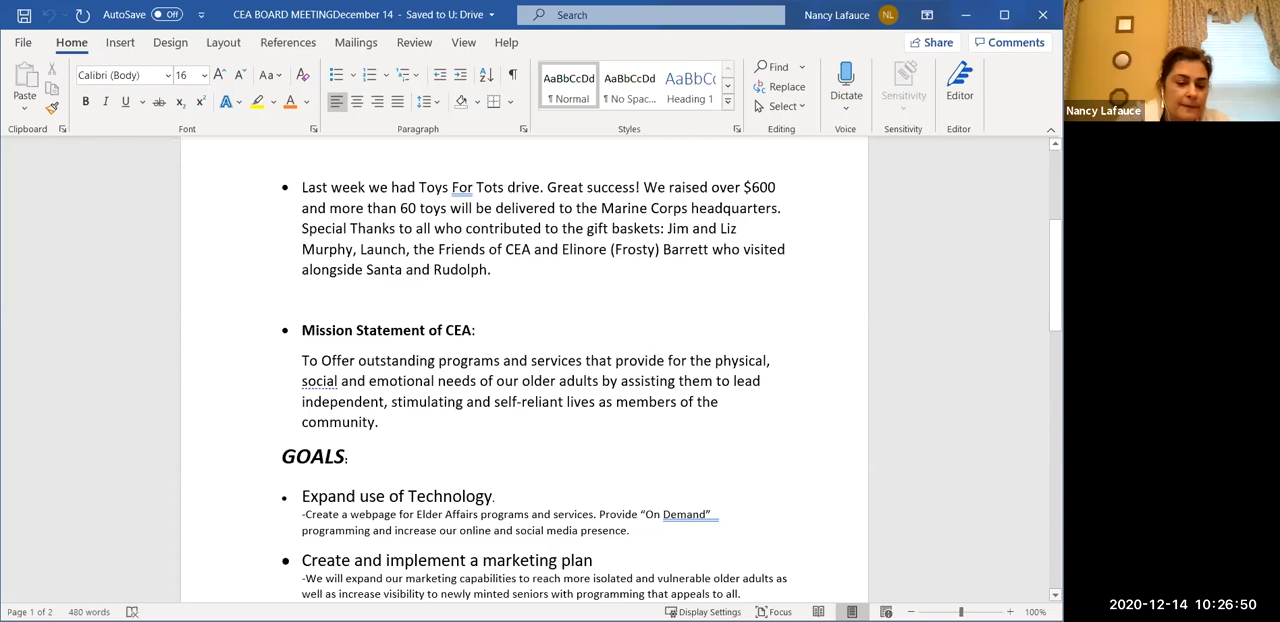 AutoSave Off
CEA BOARD MEETINGDecember 14 - Saved to U: Drive
Search
Nancy Lafauce NL
File Home Insert Design Layout References Mailings Review View Help
Share Comments
Paste
Calibri (Body) 16 A A Aa A
AaBbCcDd AaBbCcDd AaBbCc
Normal No Spac... Heading 1
Find
Replace
Select
Dictate
Sensitivity
Editor
B I U ab x₂ x² A A
Clipboard Font Paragraph Styles Editing Voice Sensitivity Editor
Nancy Lafauce
• Last week we had Toys For Tots drive. Great success! We raised over $600
and more than 60 toys will be delivered to the Marine Corps headquarters.
Special Thanks to all who contributed to the gift baskets: Jim and Liz
Murphy, Launch, the Friends of CEA and Elinore (Frosty) Barrett who visited
alongside Santa and Rudolph.
• Mission Statement of CEA:
To Offer outstanding programs and services that provide for the physical,
social and emotional needs of our older adults by assisting them to lead
independent, stimulating and self-reliant lives as members of the
community.
GOALS:
• Expand use of Technology.
-Create a webpage for Elder Affairs programs and services. Provide “On Demand”
programming and increase our online and social media presence.
• Create and implement a marketing plan
-We will expand our marketing capabilities to reach more isolated and vulnerable older adults as
well as increase visibility to newly minted seniors with programming that appeals to all.
Page 1 of 2 480 words
Display Settings Focus 100%
2020-12-14 10:26:50